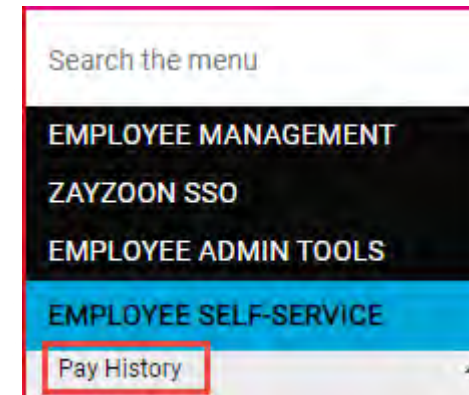 Search the menu
EMPLOYEE MANAGEMENT
ZAYZOON SSO
EMPLOYEE ADMIN TOOLS
EMPLOYEE SELF-SERVICE
Pay History